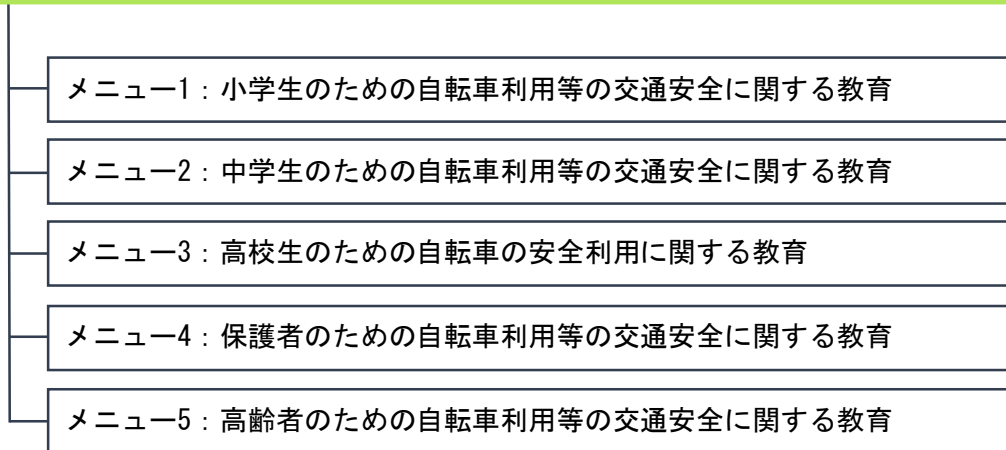 メニュー1：小学生のための自転車利用等の交通安全に関する教育
メニュー2：中学生のための自転車利用等の交通安全に関する教育
メニュー3：高校生のための自転車の安全利用に関する教育
メニュー4：保護者のための自転車利用等の交通安全に関する教育
メニュー5：高齢者のための自転車利用等の交通安全に関する教育